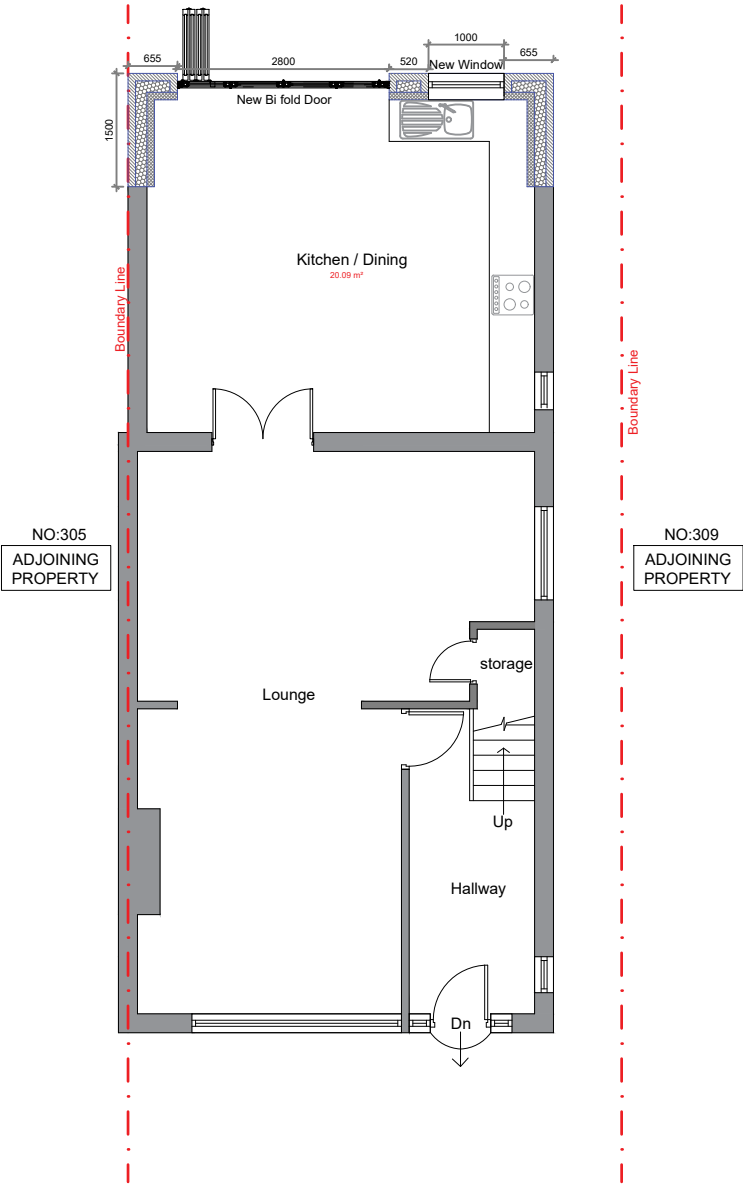 1000
655
2800
520
655
New Window
New Bi fold Door
1500
Kitchen / Dining
20.09 m²
Boundary Line
Boundary Line
NO:305
ADJOINING
PROPERTY
NO:309
ADJOINING
PROPERTY
storage
Lounge
Up
Hallway
Dn